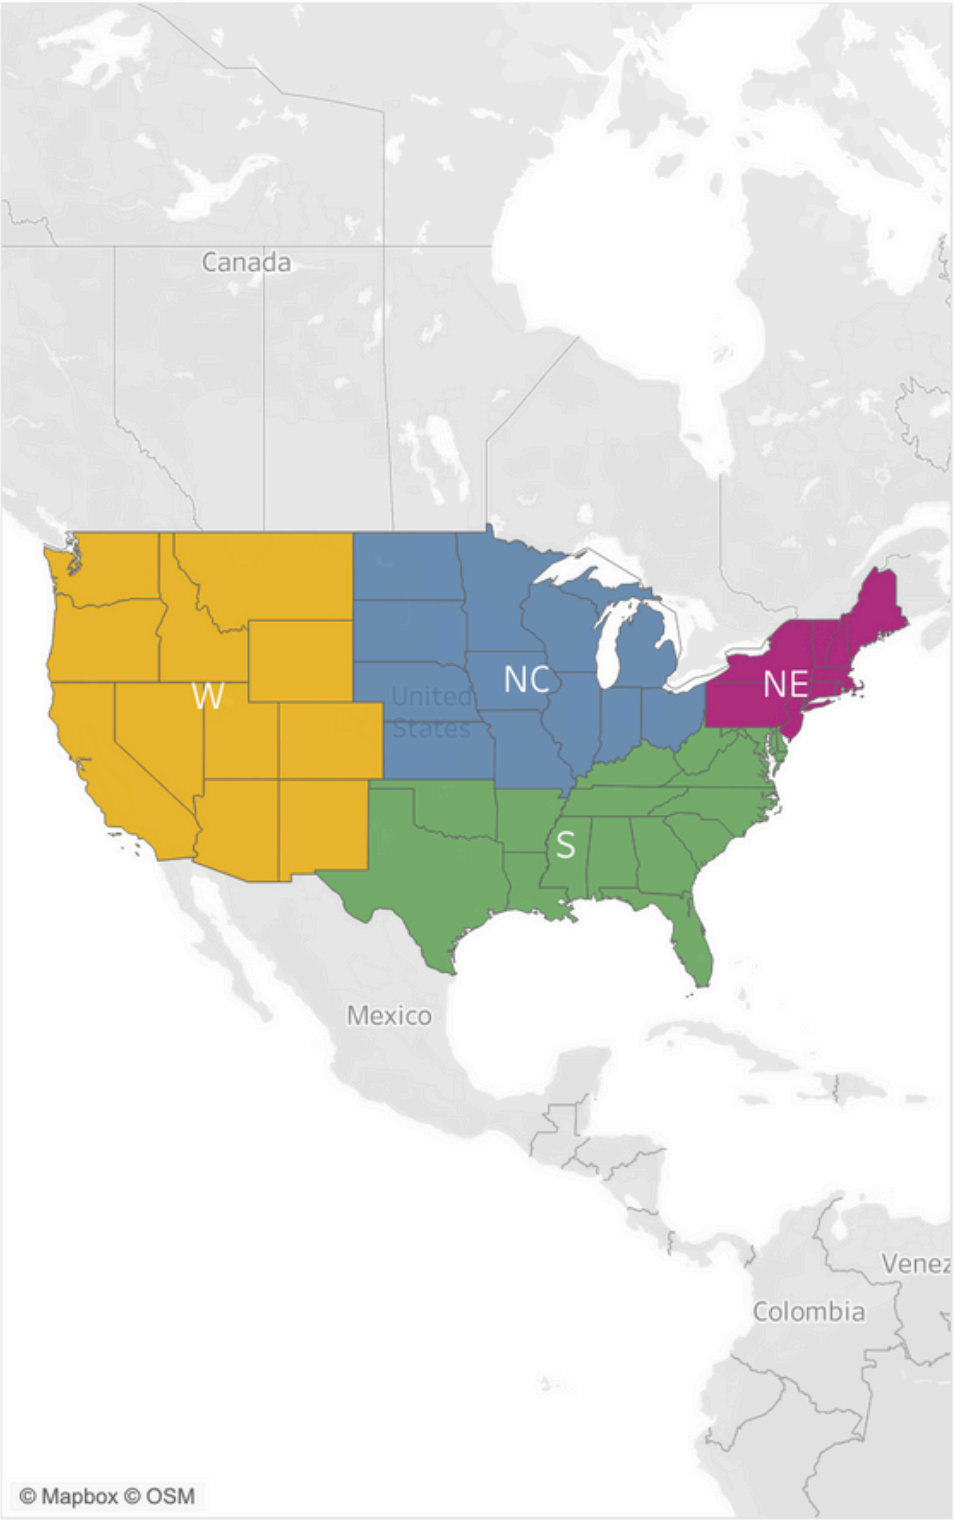 Canada
W
United
States
NC
NE
S
Mexico
Venez
Colombia
© Mapbox © OSM